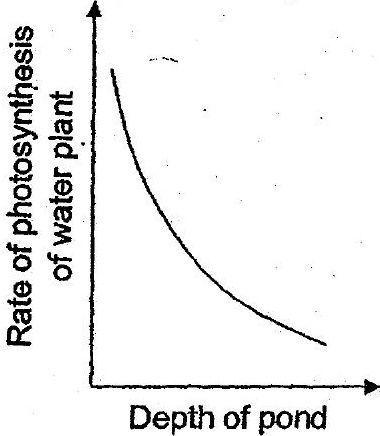 Rate of photosynthesis
of water plant
Depth of pond